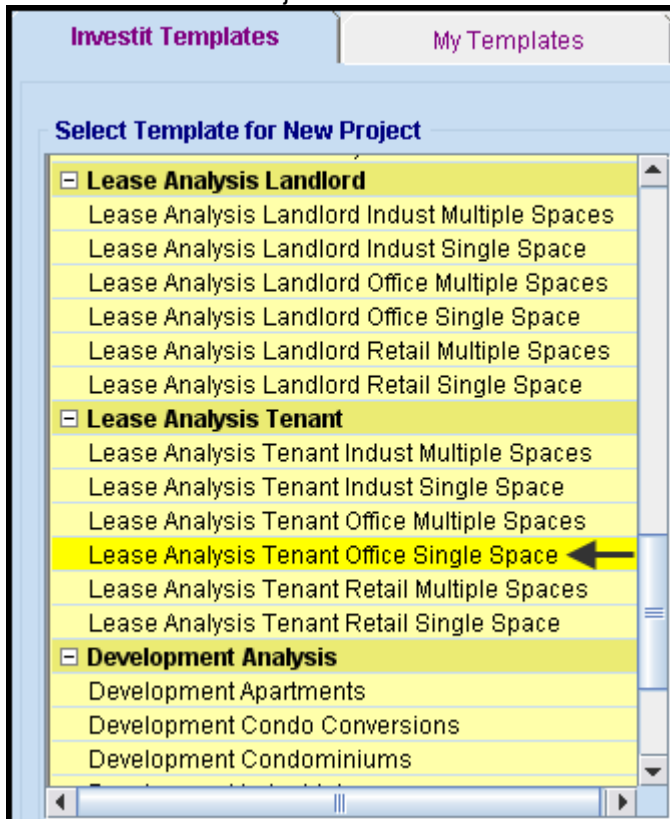 Investit Templates
My Templates
Select Template for New Project
Lease Analysis Landlord
Lease Analysis Landlord Indust Multiple Spaces
Lease Analysis Landlord Indust Single Space
Lease Analysis Landlord Office Multiple Spaces
Lease Analysis Landlord Office Single Space
Lease Analysis Landlord Retail Multiple Spaces
Lease Analysis Landlord Retail Single Space
Lease Analysis Tenant
Lease Analysis Tenant Indust Multiple Spaces
Lease Analysis Tenant Indust Single Space
Lease Analysis Tenant Office Multiple Spaces
Lease Analysis Tenant Office Single Space
Lease Analysis Tenant Retail Multiple Spaces
Lease Analysis Tenant Retail Single Space
Development Analysis
Development Apartments
Development Condo Conversions
Development Condominiums